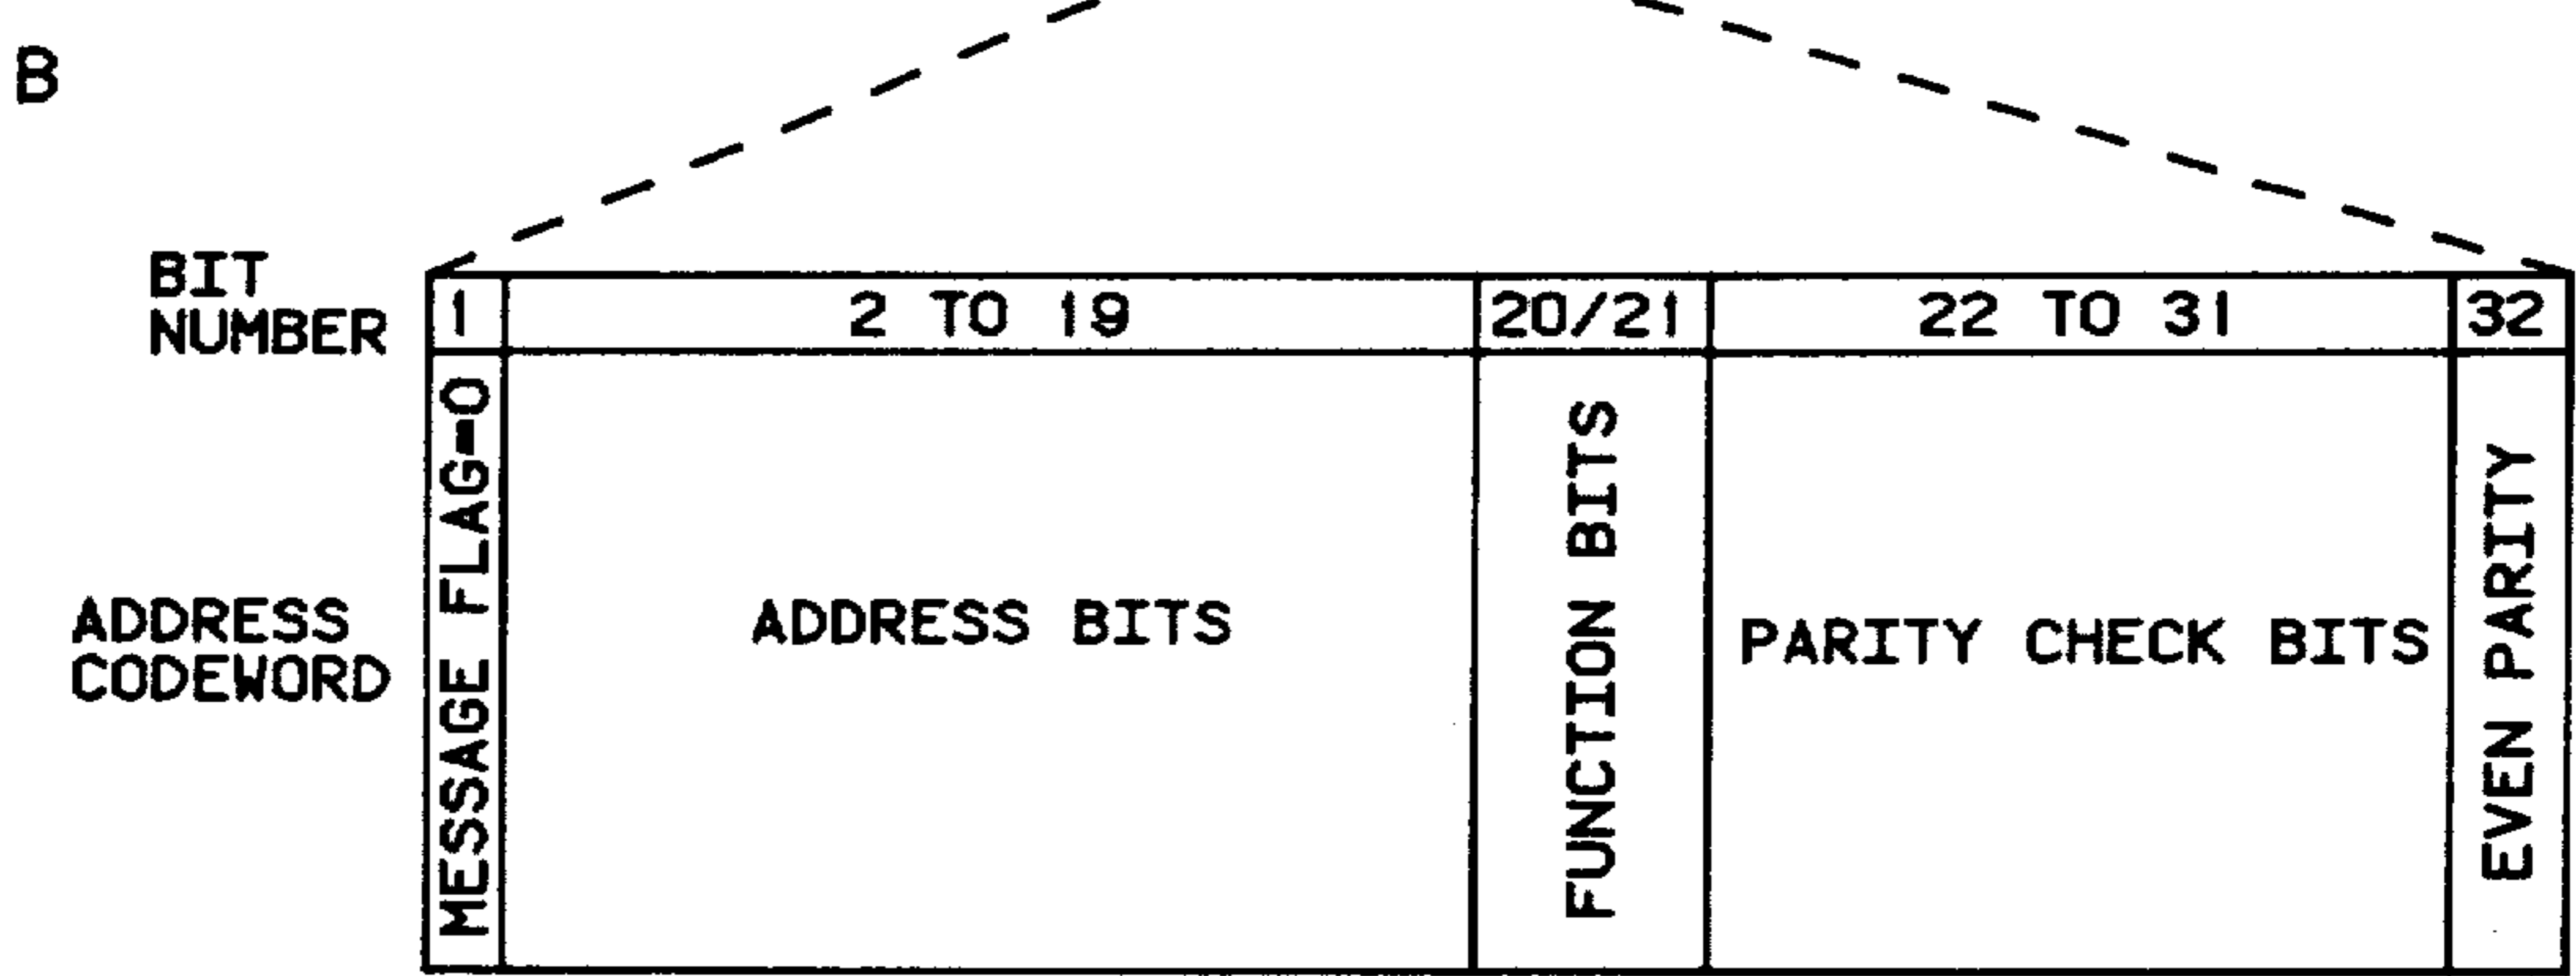 B
BIT
NUMBER
1
2 TO 19
20/21
22 TO 31
32
ADDRESS
CODEWORD
MESSAGE FLAG=0
ADDRESS BITS
FUNCTION BITS
PARITY CHECK BITS
EVEN PARITY